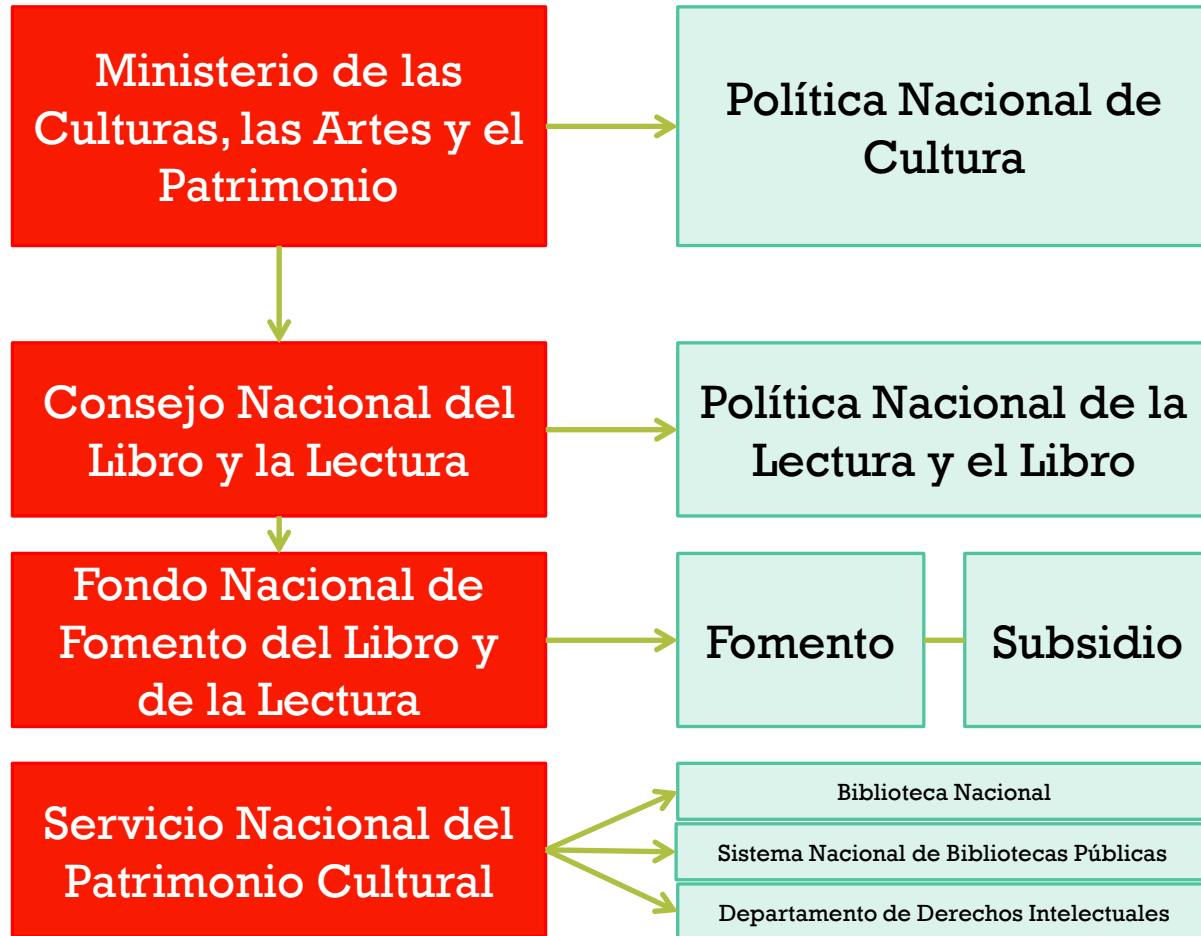 Ministerio de las
Culturas, las Artes y el
Patrimonio
Política Nacional de
Cultura
Consejo Nacional del
Libro y la Lectura
Política Nacional de la
Lectura y el Libro
Fondo Nacional de
Fomento del Libro y
de la Lectura
Fomento
Subsidio
Servicio Nacional del
Patrimonio Cultural
Biblioteca Nacional
Sistema Nacional de Bibliotecas Públicas
Departamento de Derechos Intelectuales